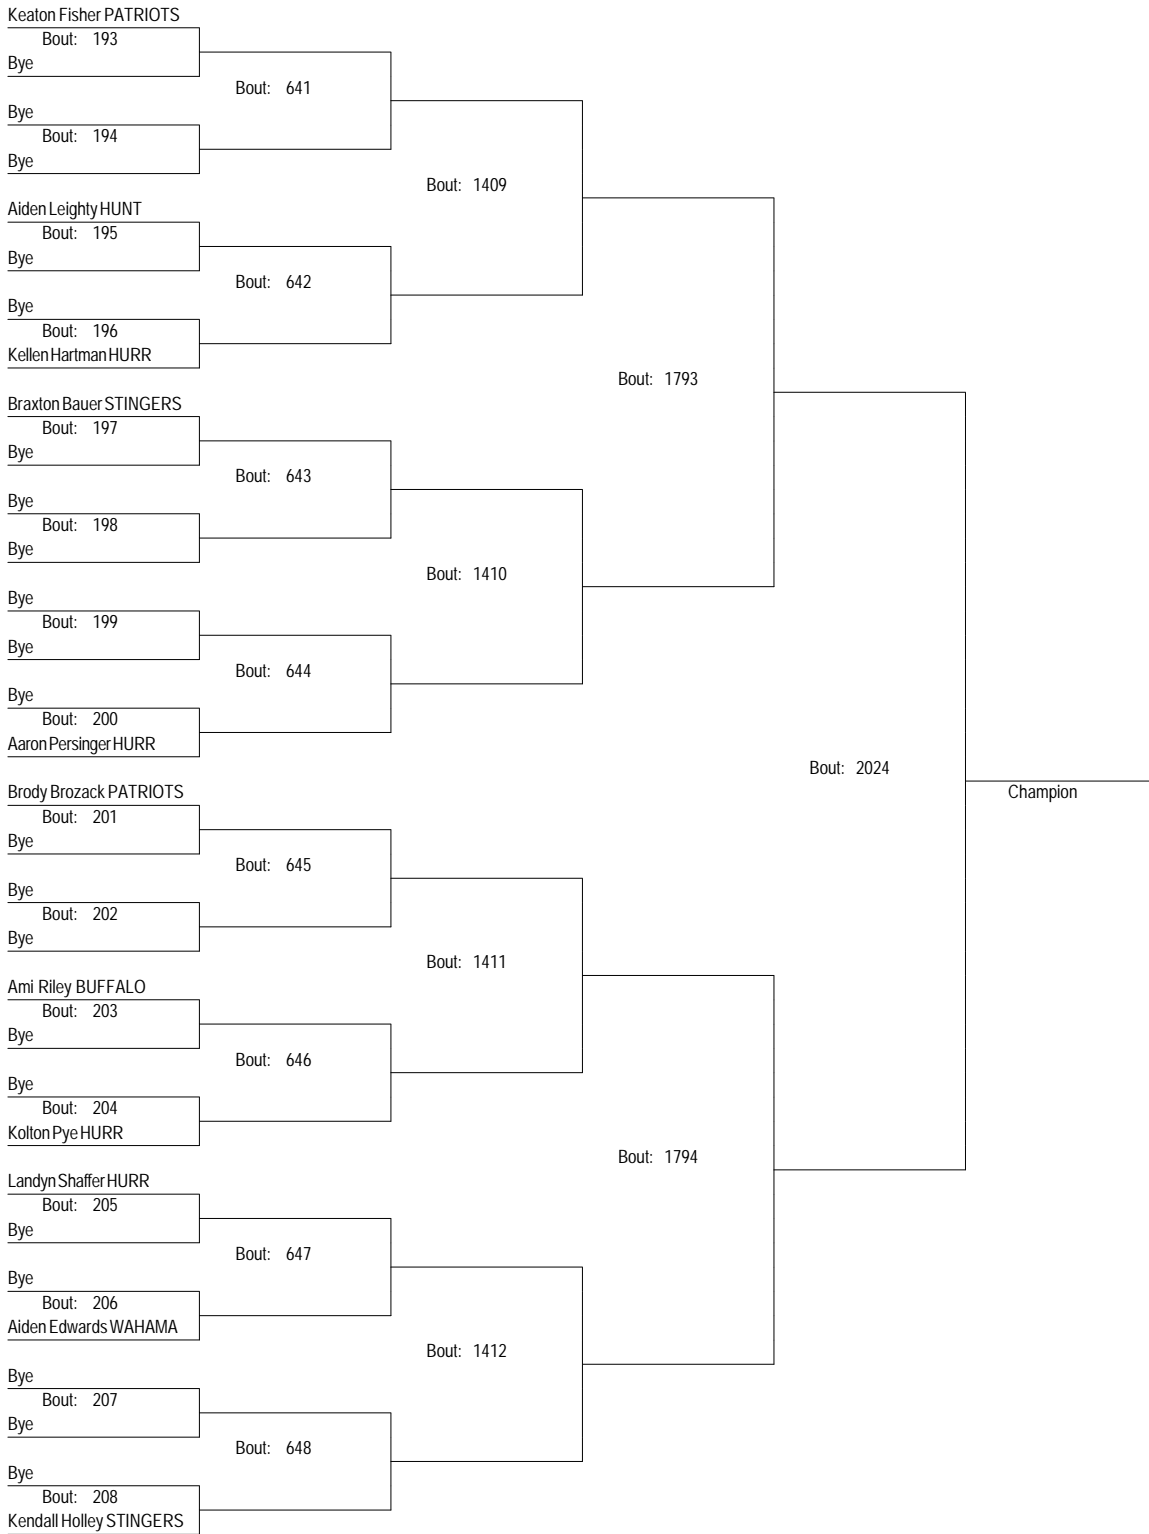 Keaton Fisher PATRIOTS
Bout: 193
Bye
Bout: 641
Bye
Bout: 194
Bye
Bout: 1409
Aiden Leighty HUNT
Bout: 195
Bye
Bout: 642
Bye
Bout: 196
Kellen Hartman HURR
Bout: 1793
Braxton Bauer STINGERS
Bout: 197
Bye
Bout: 643
Bye
Bout: 198
Bye
Bout: 1410
Bye
Bout: 199
Bye
Bout: 644
Bye
Bout: 200
Aaron Persinger HURR
Bout: 2024
Champion
Brody Brozack PATRIOTS
Bout: 201
Bye
Bout: 645
Bye
Bout: 202
Bye
Bout: 1411
Ami Riley BUFFALO
Bout: 203
Bye
Bout: 646
Bye
Bout: 204
Kolton Pye HURR
Bout: 1794
Landyn Shaffer HURR
Bout: 205
Bye
Bout: 647
Bye
Bout: 206
Aiden Edwards WAHAMA
Bout: 1412
Bye
Bout: 207
Bye
Bout: 648
Bye
Bout: 208
Kendall Holley STINGERS